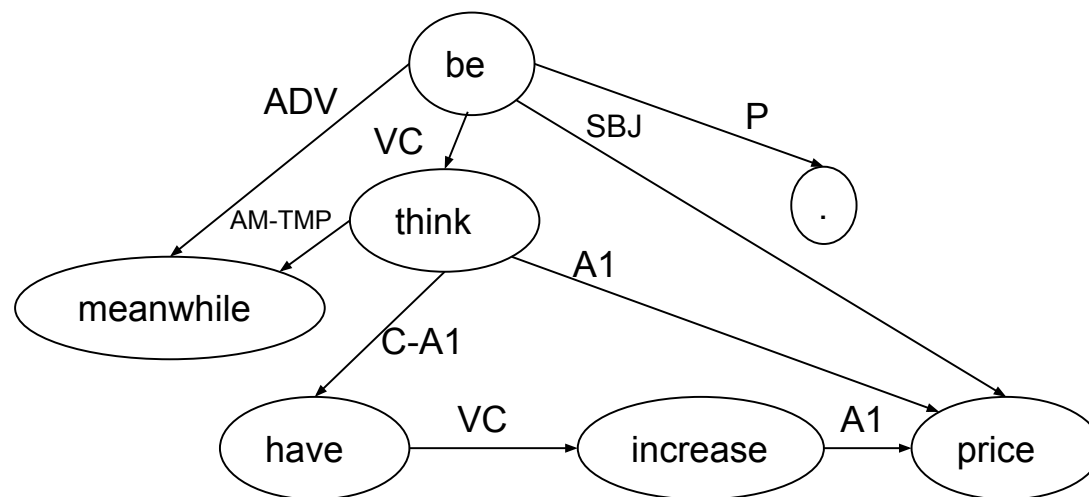 be
ADV
SBJ
P
VC
.
AM-TMP
think
A1
meanwhile
C-A1
VC
A1
have
increase
price